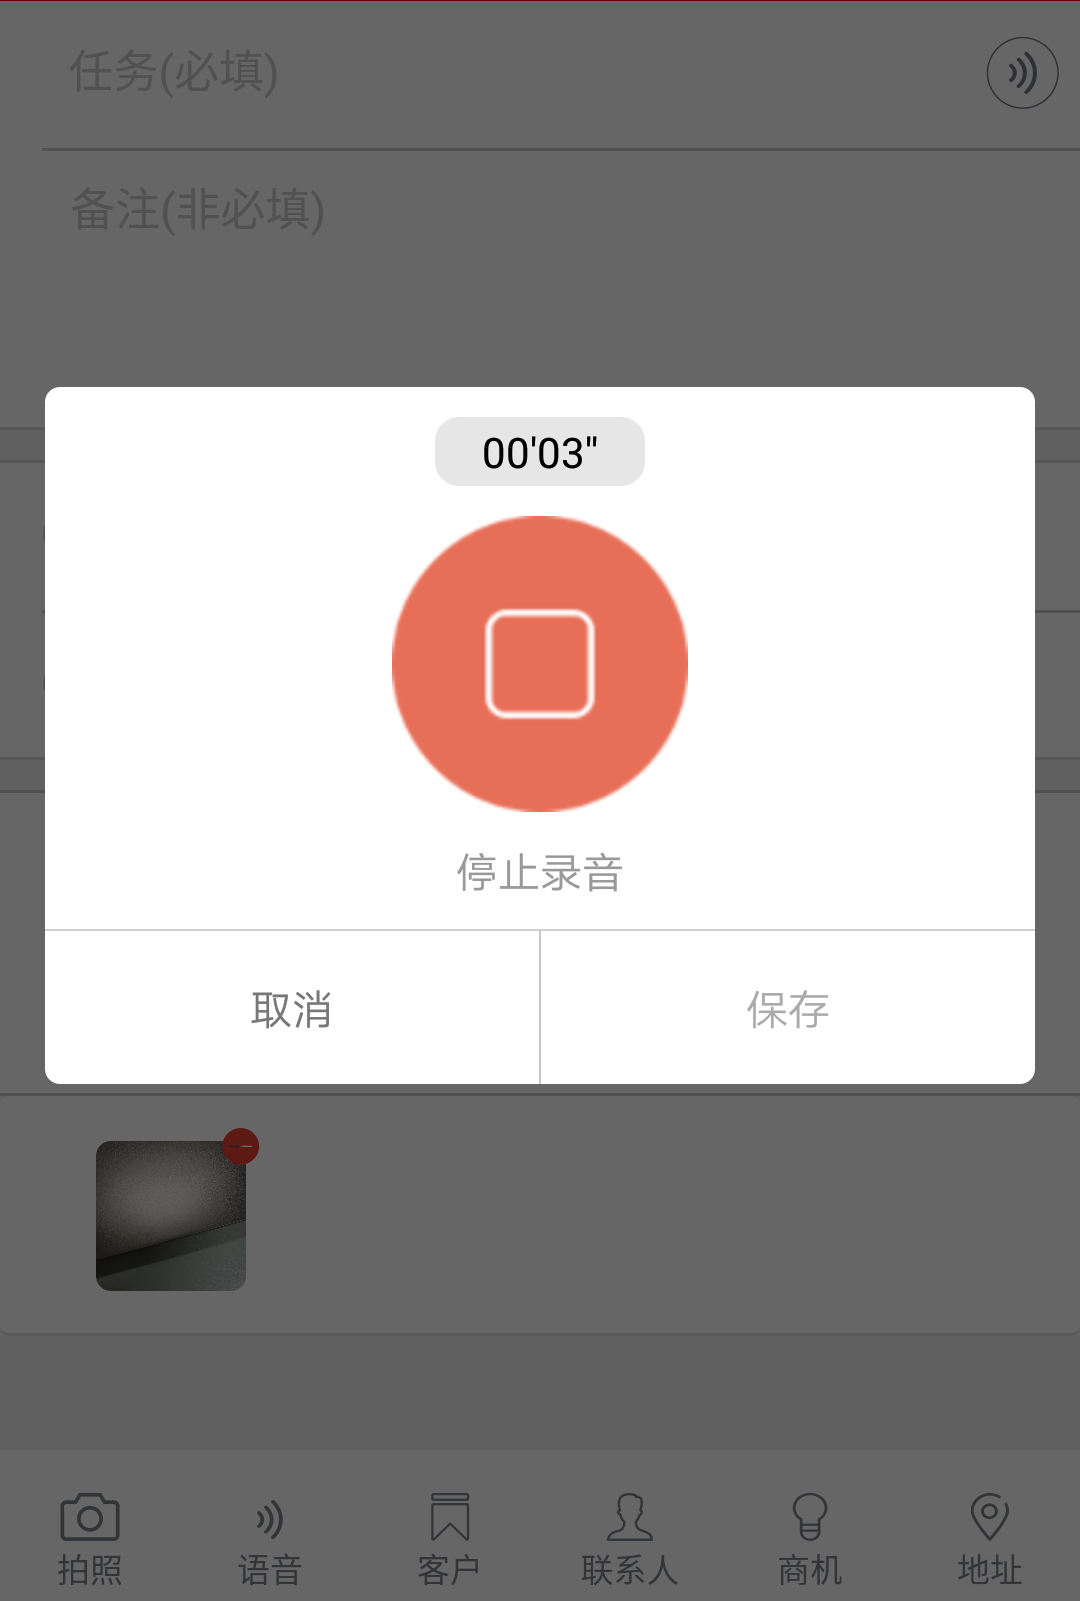 任务(必填)
备注(非必填)
00'03"
停止录音
取消
保存
拍照
语音
客户
联系人
商机
地址